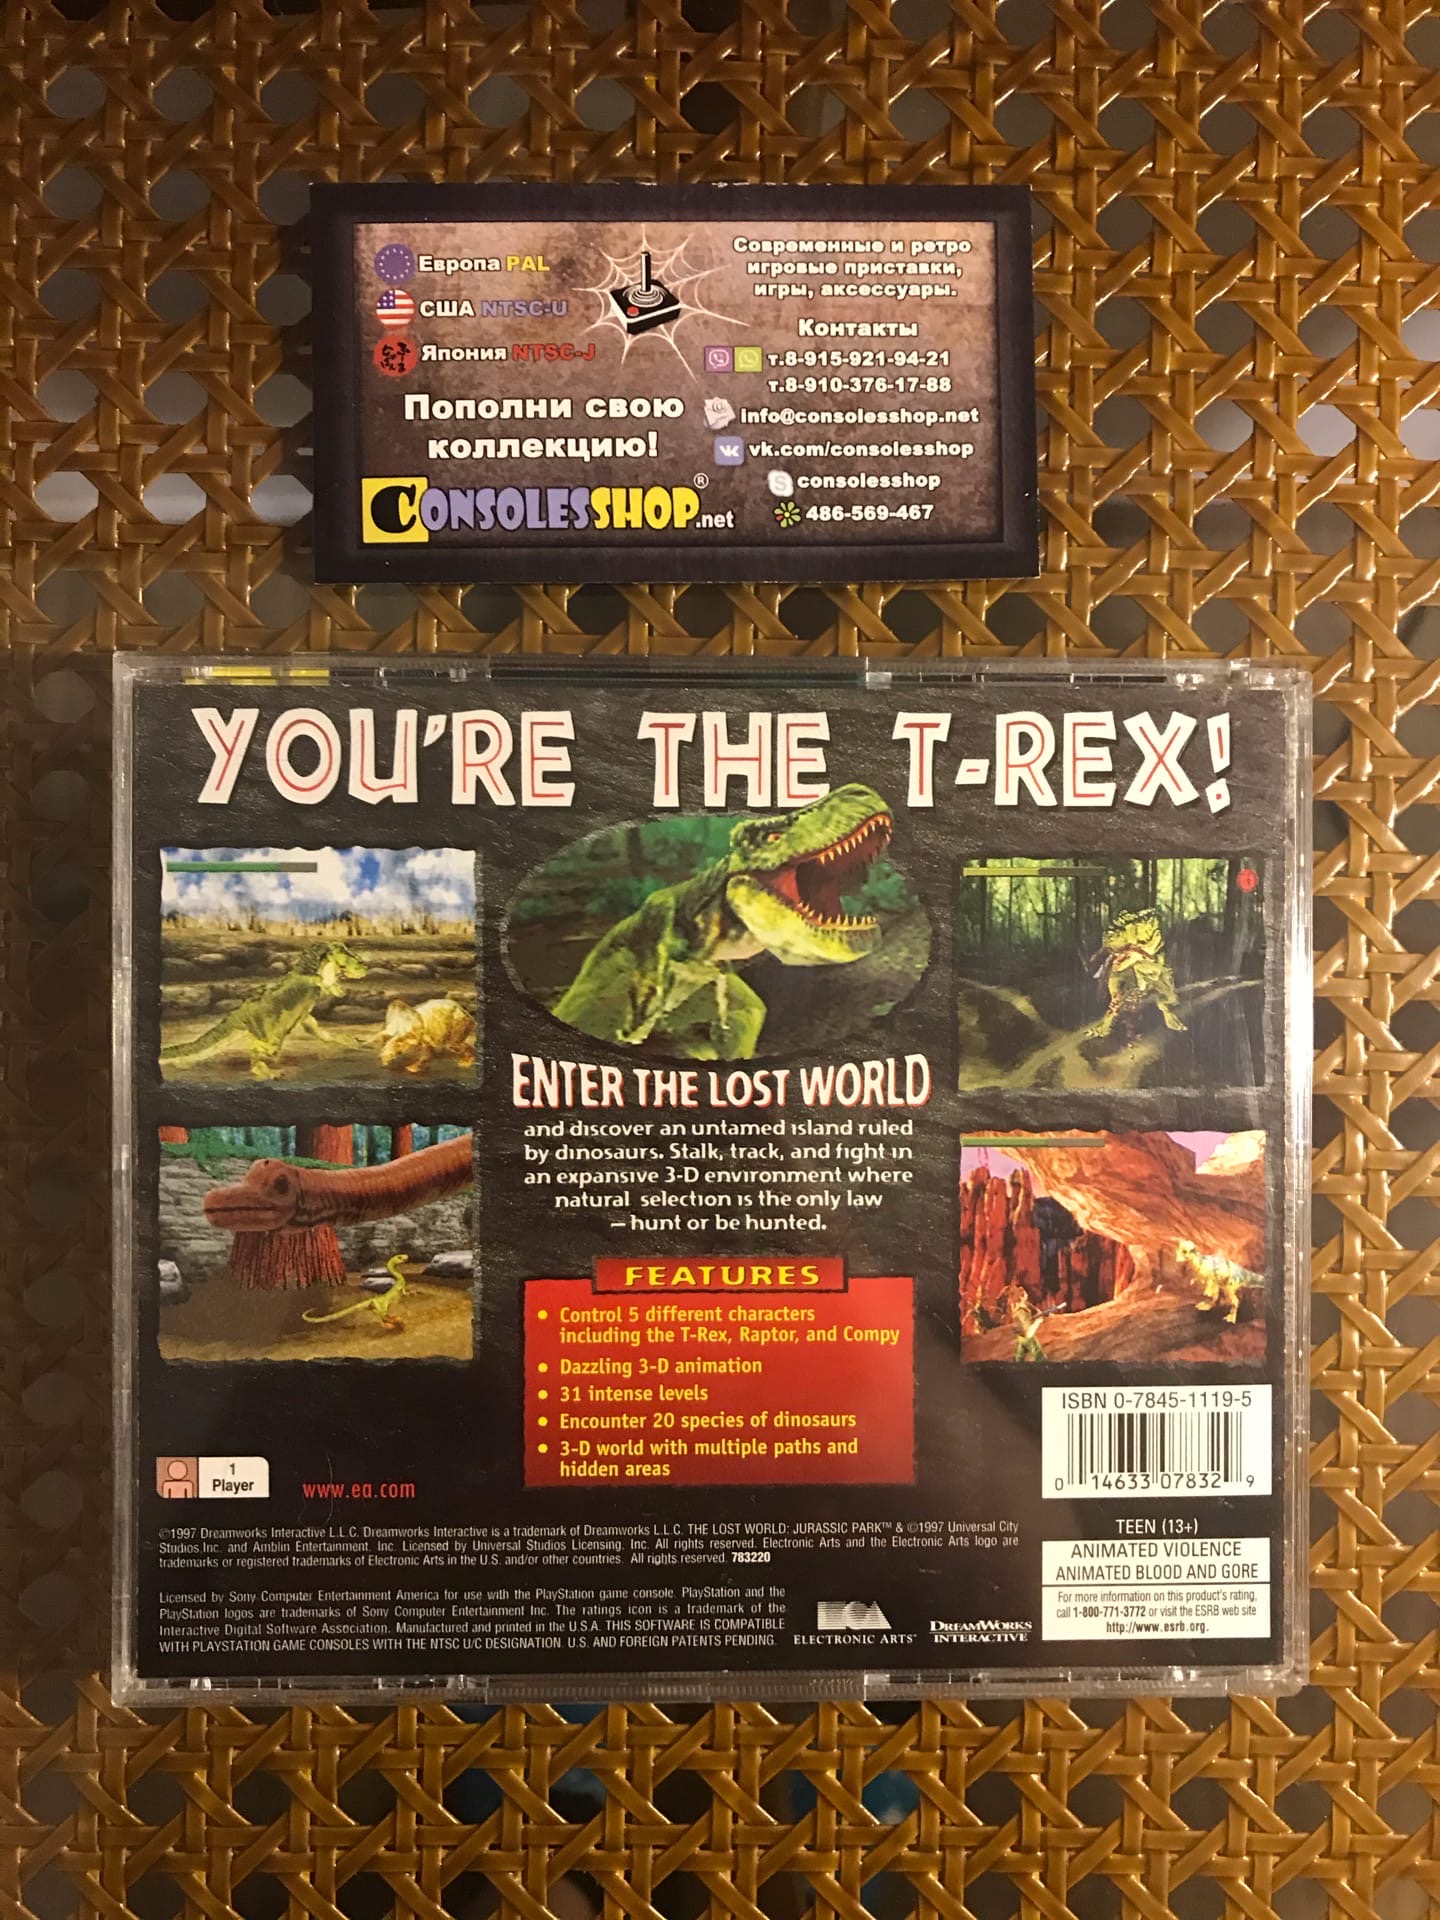 Европа PAL
США NTSC-U
Япония NTSC-J
Пополни свою
коллекцию!
CONSOLESSHOP.net
®
Современные и ретро
игровые приставки,
игры, аксессуары.
Контакты
т.8-915-921-94-21
т.8-910-376-17-88
info@consolesshop.net
vk.com/consolesshop
consolesshop
486-569-467
YOU'RE THE T-REX!
ENTER THE LOST WORLD
and discover an untamed island ruled
by dinosaurs. Stalk, track, and fight in
an expansive 3-D environment where
natural selection is the only law
– hunt or be hunted.
FEATURES
• Control 5 different characters
including the T-Rex, Raptor, and Compy
• Dazzling 3-D animation
• 31 intense levels
• Encounter 20 species of dinosaurs
• 3-D world with multiple paths and
hidden areas
1
Player
www.ea.com
ISBN 0-7845-1119-5
0 14633 07832 9
©1997 Dreamworks Interactive L.L.C. Dreamworks Interactive is a trademark of Dreamworks L.L.C. THE LOST WORLD: JURASSIC PARK™ & ©1997 Universal City
Studios,Inc. and Amblin Entertainment, Inc. Licensed by Universal Studios Licensing, Inc. All rights reserved. Electronic Arts and the Electronic Arts logo are
trademarks or registered trademarks of Electronic Arts in the U.S. and/or other countries. All rights reserved. 783220
Licensed by Sony Computer Entertainment America for use with the PlayStation game console. PlayStation and the
PlayStation logos are trademarks of Sony Computer Entertainment Inc. The ratings icon is a trademark of the
Interactive Digital Software Association. Manufactured and printed in the U.S.A. THIS SOFTWARE IS COMPATIBLE
WITH PLAYSTATION GAME CONSOLES WITH THE NTSC U/C DESIGNATION. U.S. AND FOREIGN PATENTS PENDING.
ELECTRONIC ARTS™
DREAMWORKS
INTERACTIVE
TEEN (13+)
ANIMATED VIOLENCE
ANIMATED BLOOD AND GORE
For more information on this product's rating,
call 1-800-771-3772 or visit the ESRB web site
http://www.esrb.org.